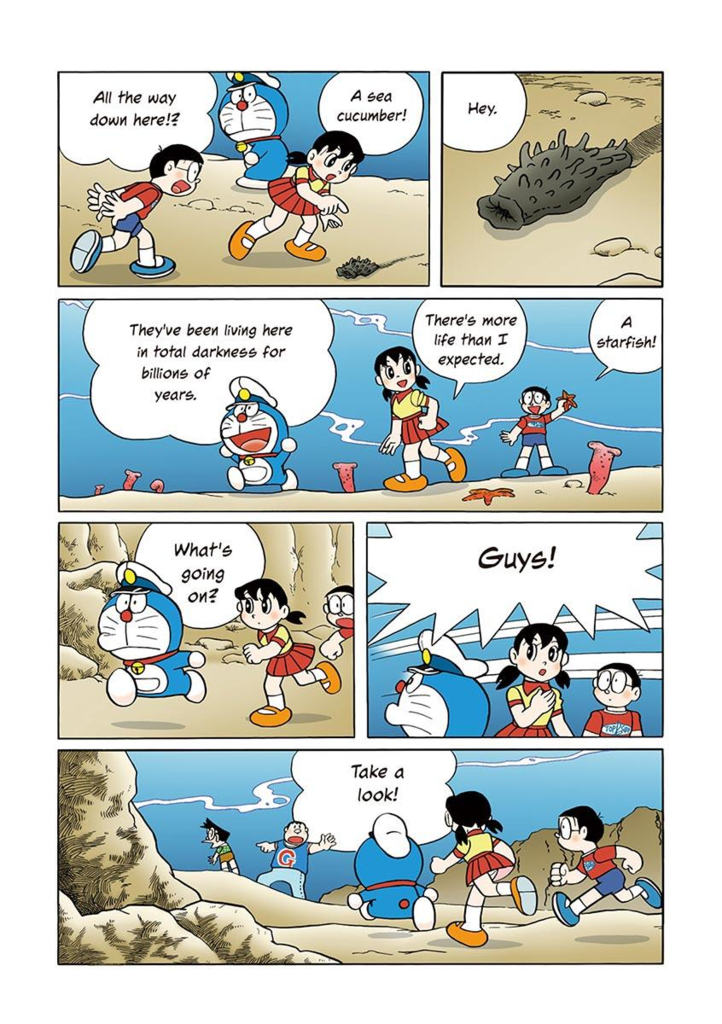 All the way
down here!?
A sea
cucumber!
Hey.
They've been living here
in total darkness for
billions of
years.
There's more
life than I
expected.
A
starfish!
What's
going
on?
Guys!
Take a
look!
G